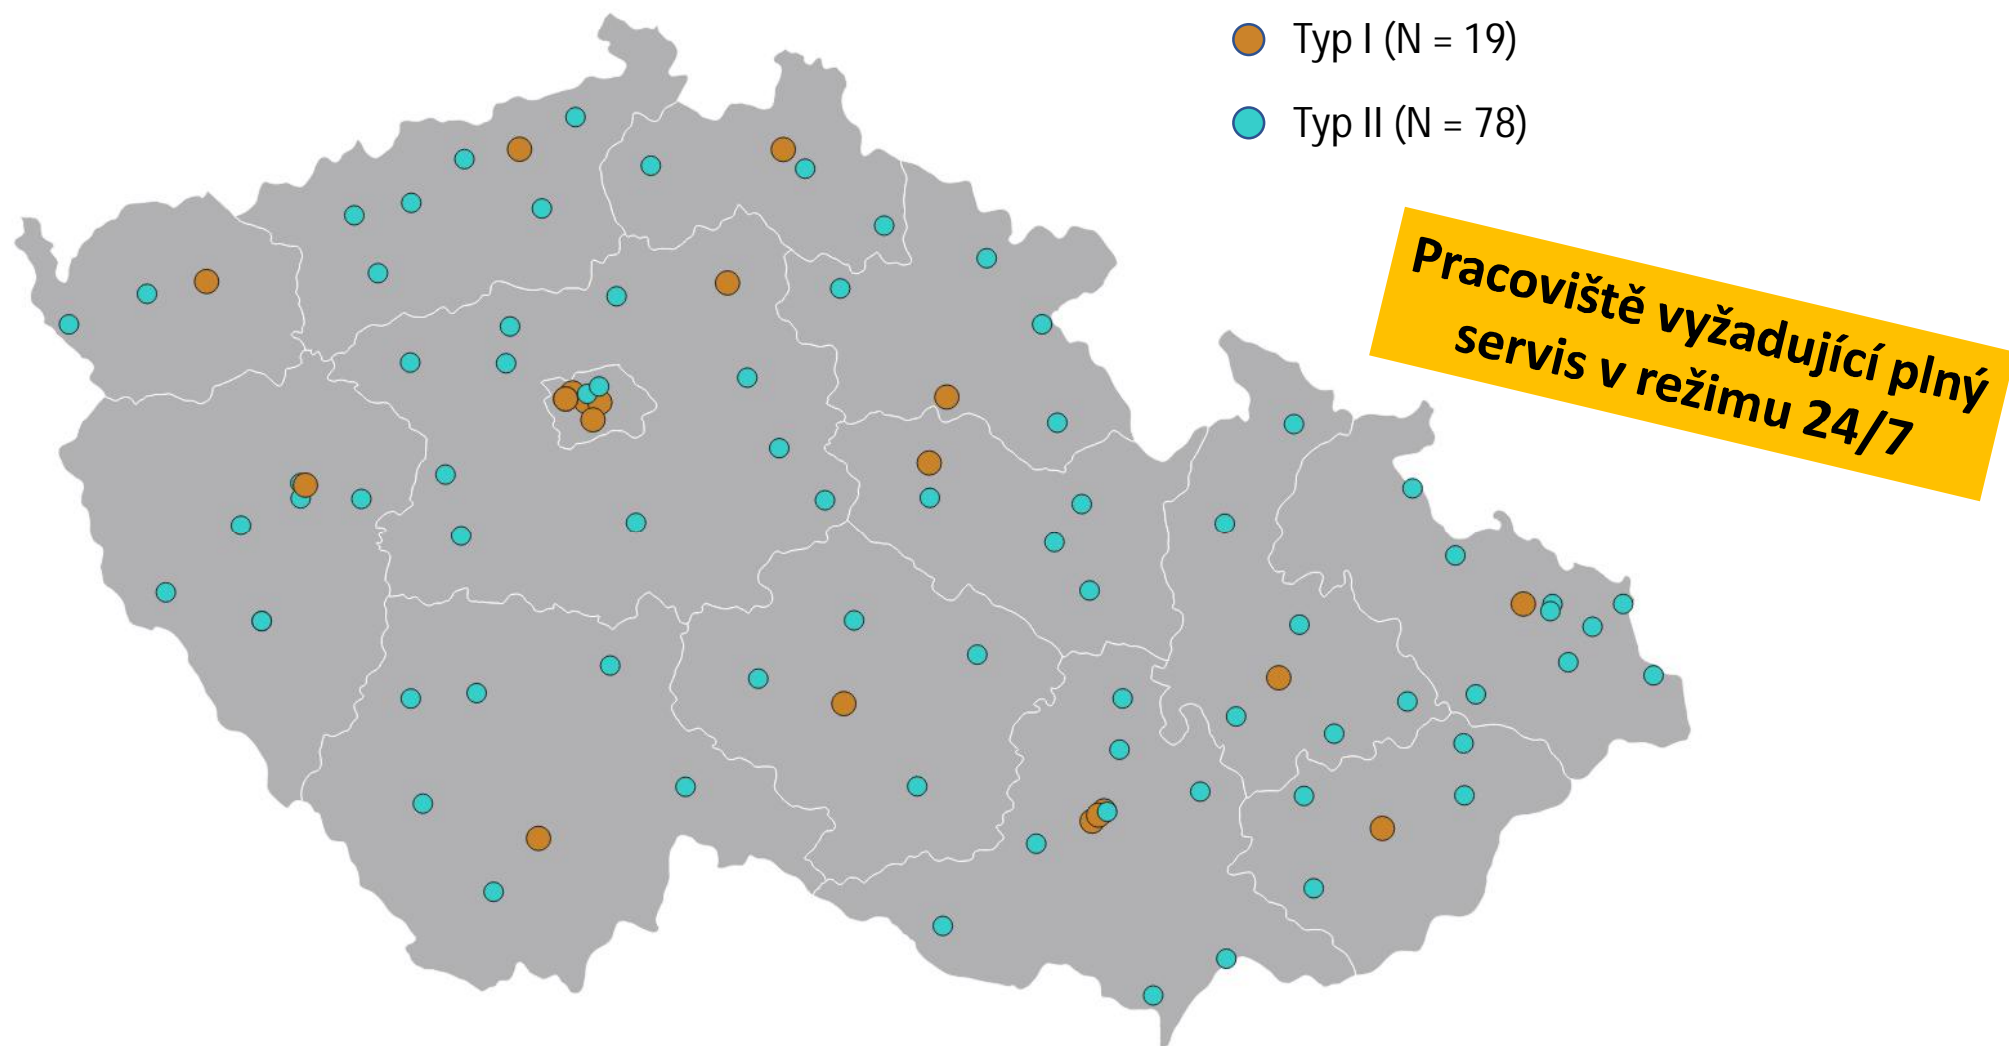 Typ I (N = 19)
Typ II (N = 78)
Pracoviště vyžadující plný
servis v režimu 24/7